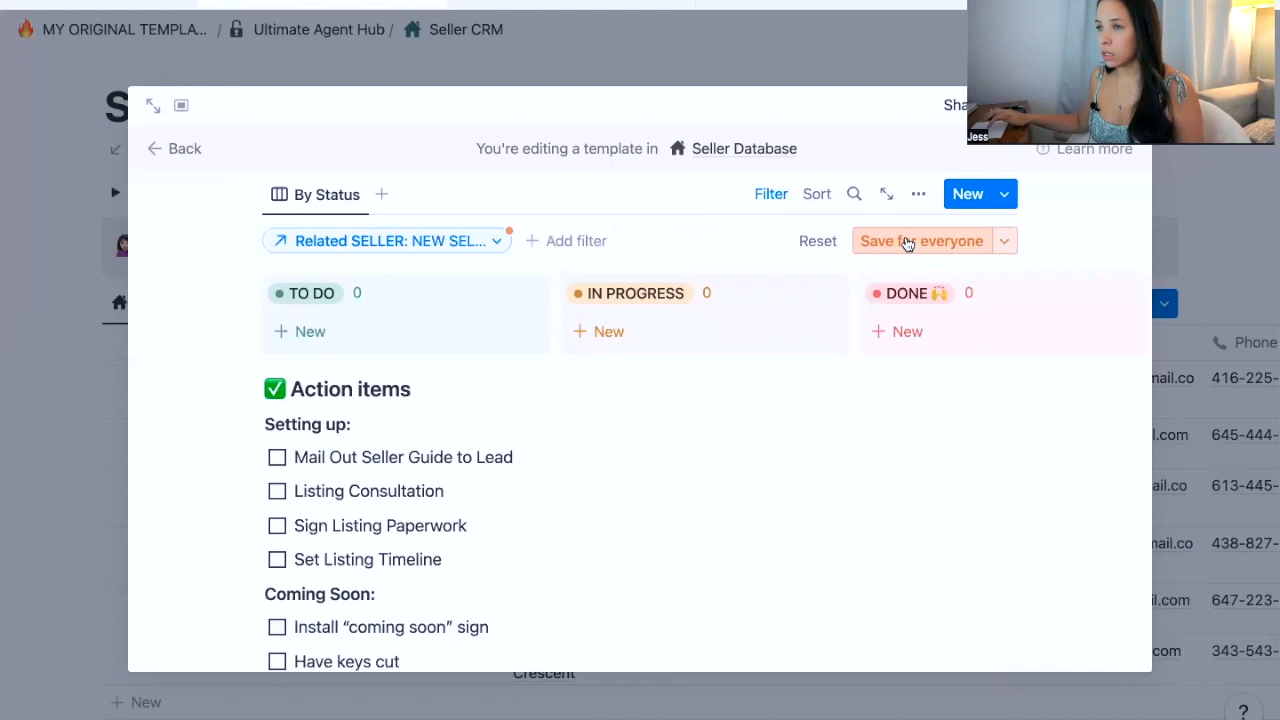 MY ORIGINAL TEMPLA... / Ultimate Agent Hub / Seller CRM
S
Sha
Jess
Back
You're editing a template in Seller Database
Learn more
By Status
Filter Sort New
Related SELLER: NEW SEL...
Add filter
Reset
Save for everyone
TO DO 0
IN PROGRESS 0
DONE 0
New
New
New
Phone
Action items
mail.co 416-225-
Setting up:
l.com 645-444-
Mail Out Seller Guide to Lead
Listing Consultation
ail.co 613-445-
Sign Listing Paperwork
mail.co 438-827-
Set Listing Timeline
Coming Soon:
il.com 647-223-
Install “coming soon” sign
com 343-543-
Have keys cut
Crescent
New
?